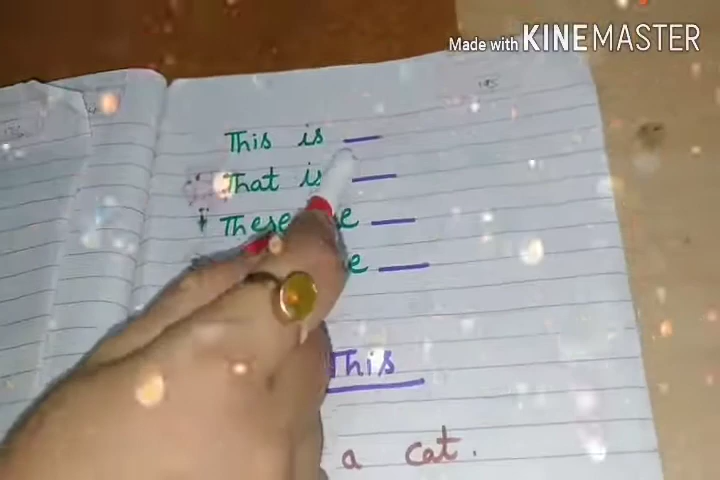 Made with KINEMASTER
This is
That is
These
This
a cat.